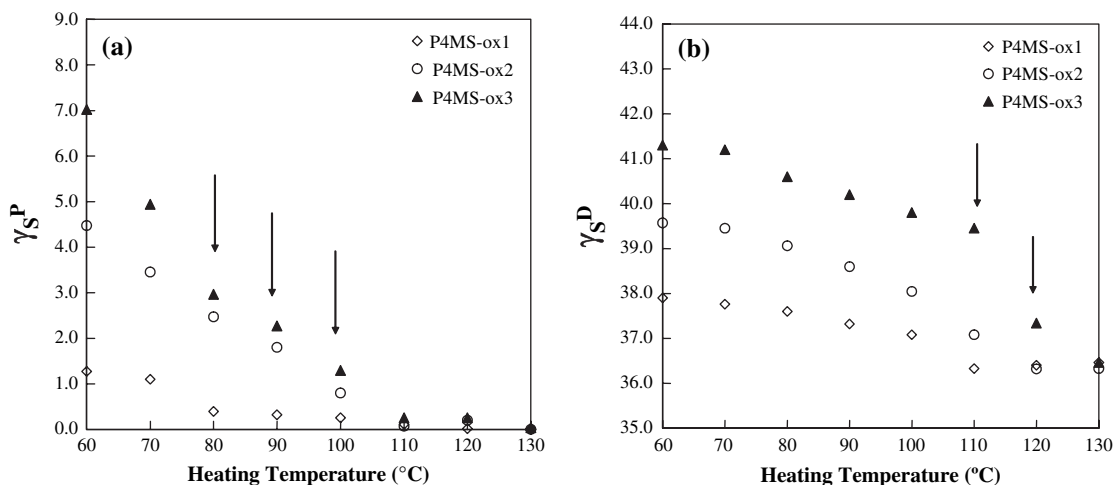 (a)
P4MS-ox1
P4MS-ox2
P4MS-ox3
9.0
8.0
7.0
6.0
5.0
4.0
3.0
2.0
1.0
0.0
γSP
60 70 80 90 100 110 120 130
Heating Temperature (°C)
(b)
P4MS-ox1
P4MS-ox2
P4MS-ox3
44.0
43.0
42.0
41.0
40.0
39.0
38.0
37.0
36.0
35.0
γSD
60 70 80 90 100 110 120 130
Heating Temperature (ºC)